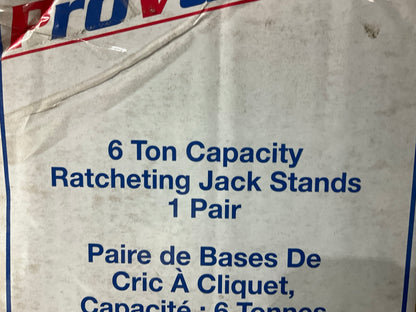 6 Ton Capacity
Ratcheting Jack Stands
1 Pair
Paire de Bases De
Cric À Cliquet,
Capacité : 6 Tonnes